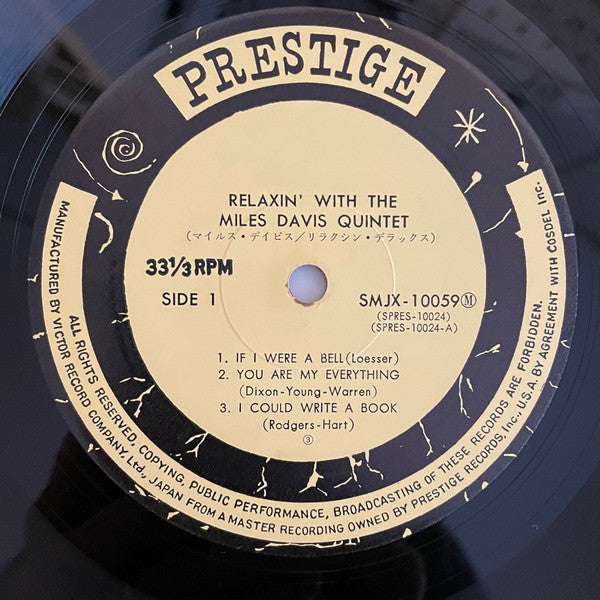 PRESTIGE
RELAXIN' WITH THE
MILES DAVIS QUINTET
(マイルス・デイビス/リラクシン・デラックス)
33⅓ RPM
SIDE 1
SMJX-10059Ⓜ
(SPRES-10024)
(SPRES-10024-A)
1. IF I WERE A BELL (Loesser)
2. YOU ARE MY EVERYTHING
(Dixon-Young-Warren)
3. I COULD WRITE A BOOK
(Rodgers-Hart)
③
ALL RIGHTS RESERVED, COPYING, PUBLIC PERFORMANCE, BROADCASTING OF THESE RECORDS ARE FORBIDDEN.
MANUFACTURED BY VICTOR RECORD COMPANY, Ltd., JAPAN FROM A MASTER RECORDING OWNED BY PRESTIGE RECORDS, Inc., U.S.A. BY AGREEMENT WITH COSDEL Inc.